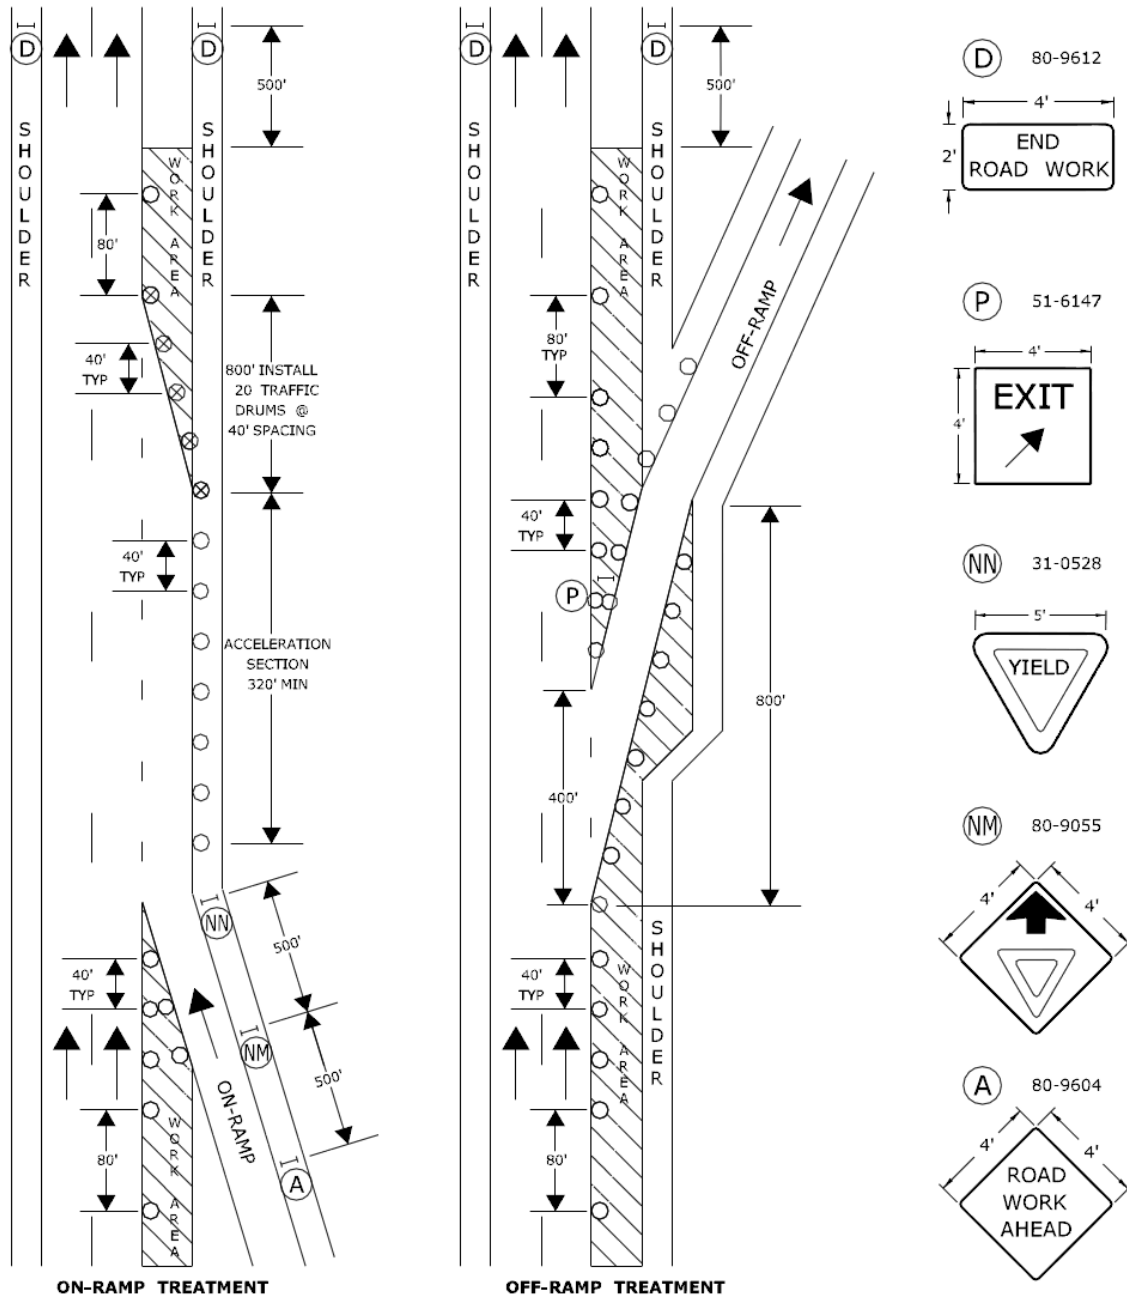 D
D
500'
SHOULDER
SHOULDER
WORK AREA
80'
40'
TYP
800' INSTALL
20 TRAFFIC
DRUMS @
40' SPACING
40'
TYP
ACCELERATION
SECTION
320' MIN
NN
500'
40'
TYP
NM
500'
ON-RAMP
A
80'
WORK AREA
ON-RAMP TREATMENT
D
D
500'
SHOULDER
SHOULDER
WORK AREA
OFF-RAMP
80'
TYP
40'
TYP
P
800'
400'
SHOULDER
WORK AREA
40'
TYP
80'
OFF-RAMP TREATMENT
D 80-9612
4'
2'
END
ROAD WORK
P 51-6147
4'
4'
EXIT
NN 31-0528
5'
YIELD
NM 80-9055
4'
4'
A 80-9604
4'
4'
ROAD
WORK
AHEAD